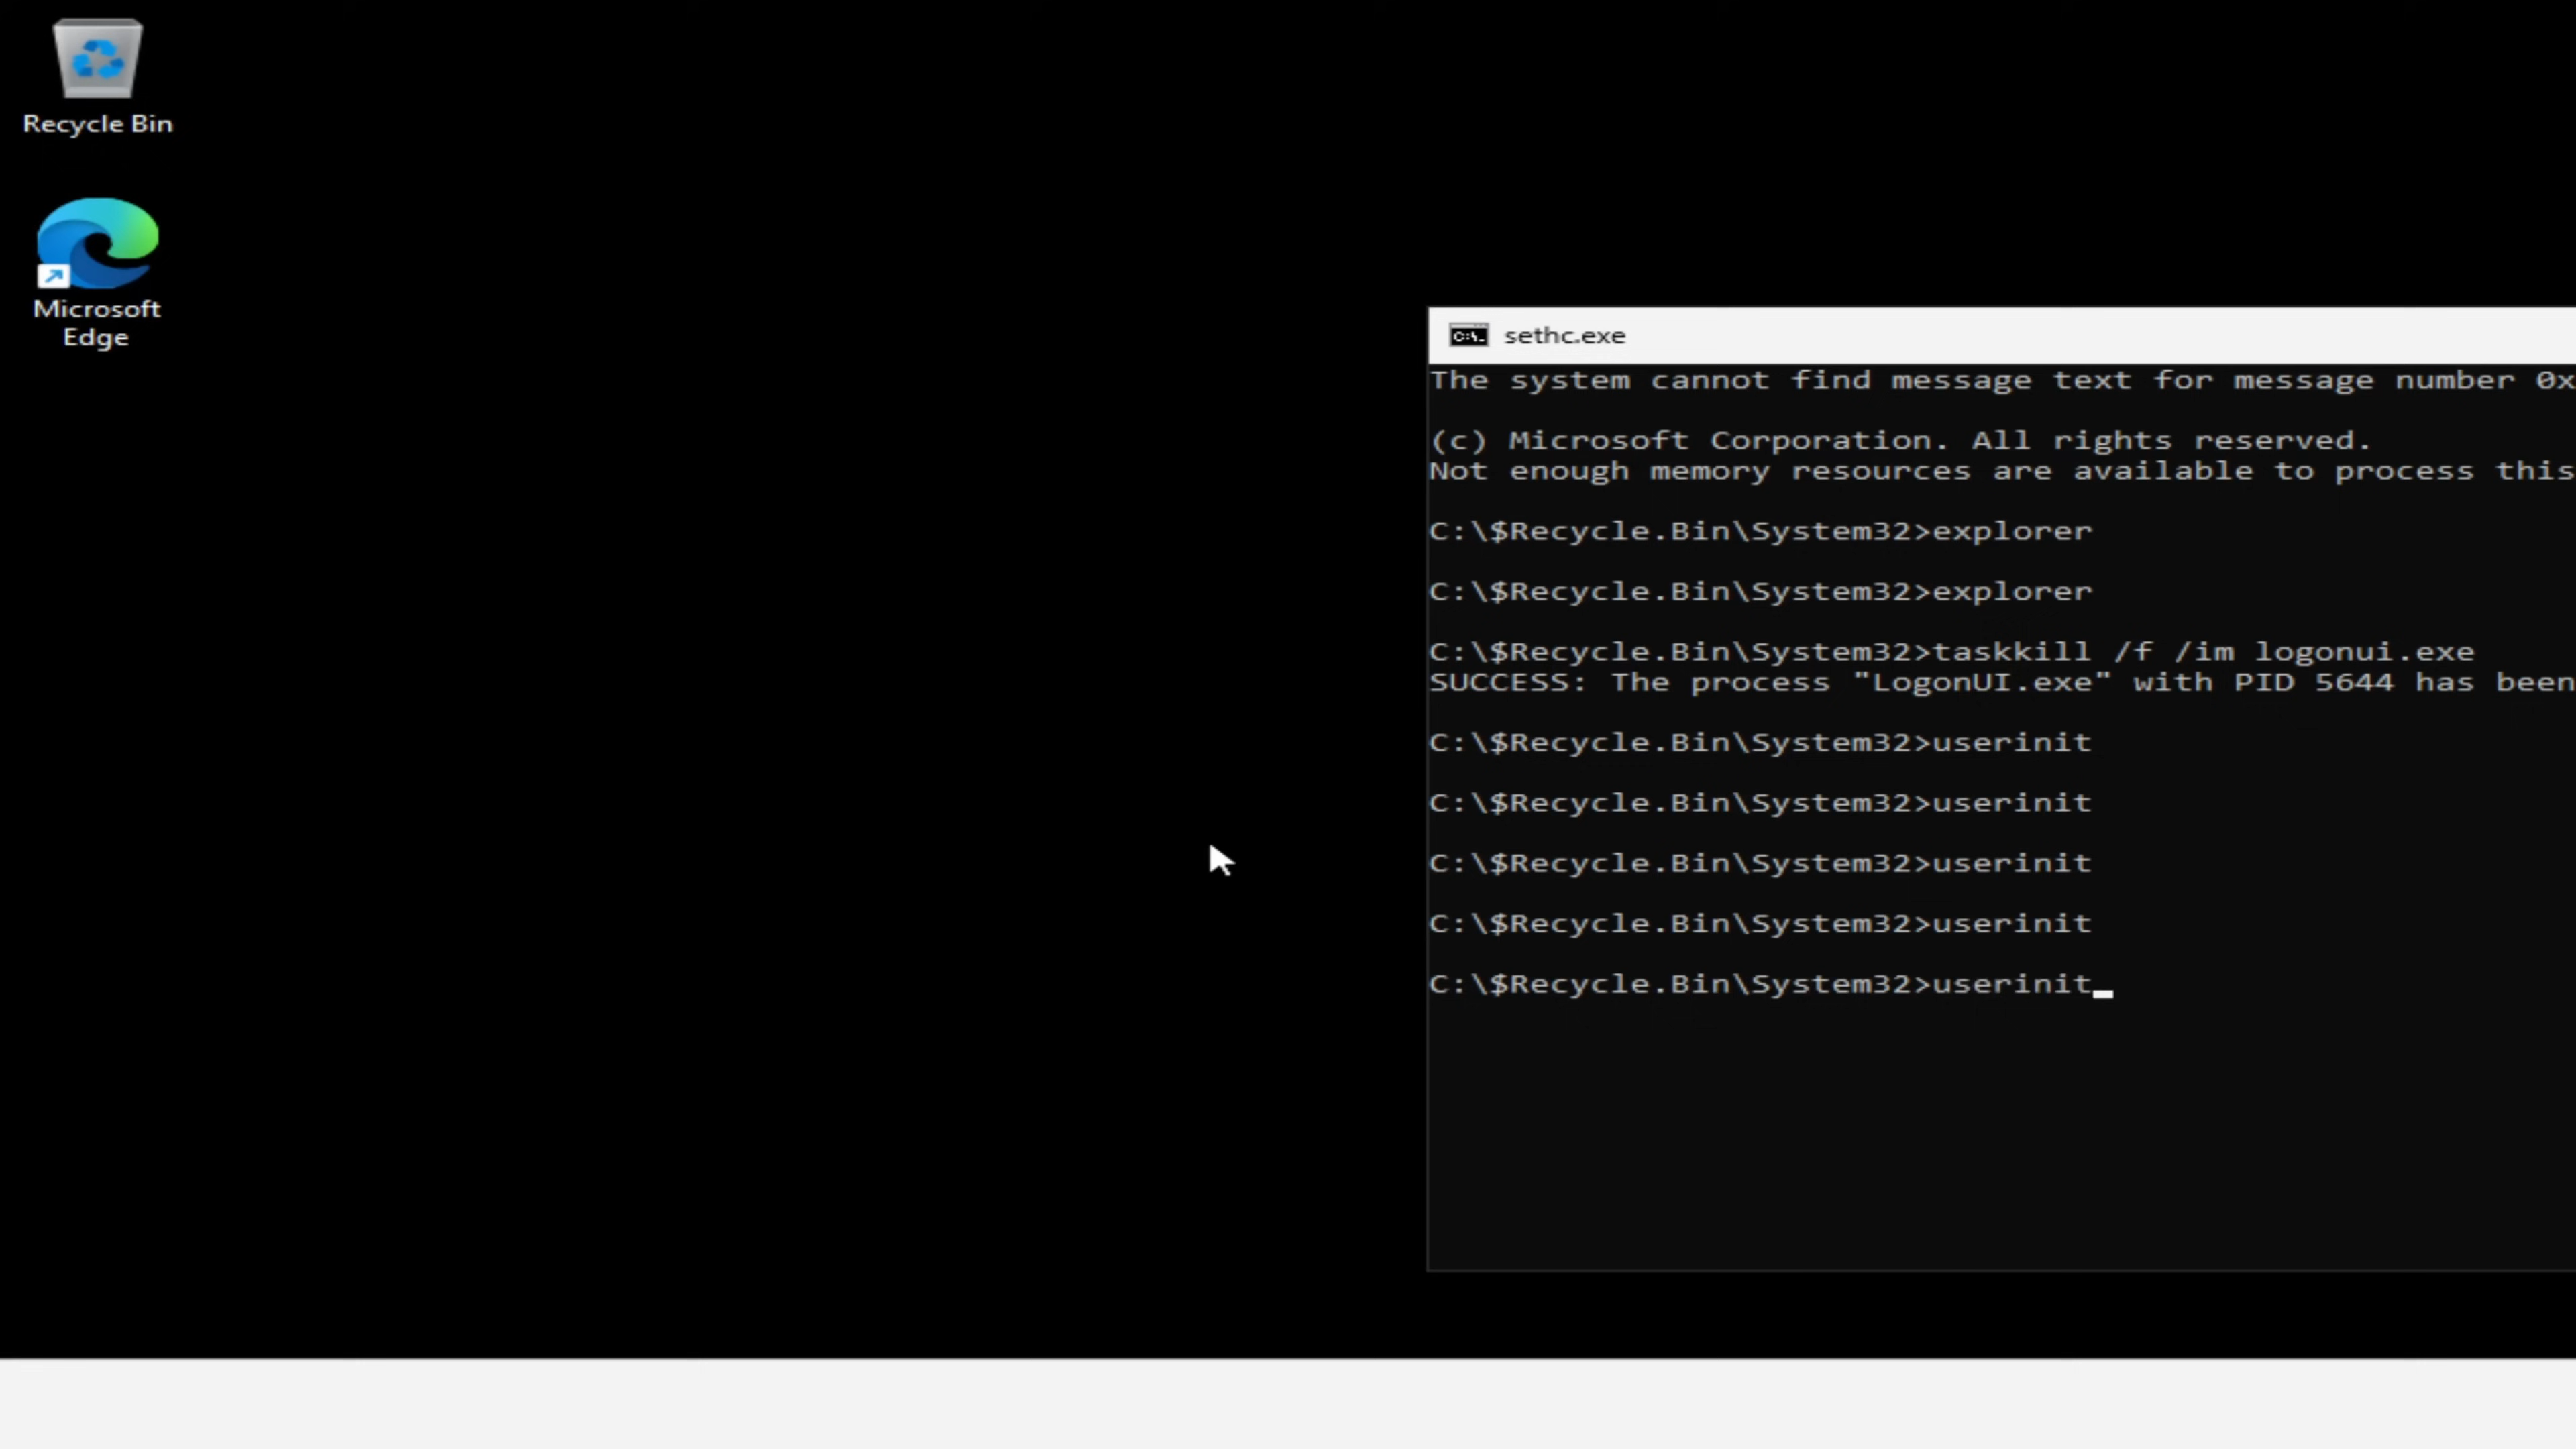 Recycle Bin
Microsoft
Edge
sethc.exe
The system cannot find message text for message number 0x
(c) Microsoft Corporation. All rights reserved.
Not enough memory resources are available to process this
C:\$Recycle.Bin\System32>explorer
C:\$Recycle.Bin\System32>explorer
C:\$Recycle.Bin\System32>taskkill /f /im logonui.exe
SUCCESS: The process "LogonUI.exe" with PID 5644 has been
C:\$Recycle.Bin\System32>userinit
C:\$Recycle.Bin\System32>userinit
C:\$Recycle.Bin\System32>userinit
C:\$Recycle.Bin\System32>userinit
C:\$Recycle.Bin\System32>userinit